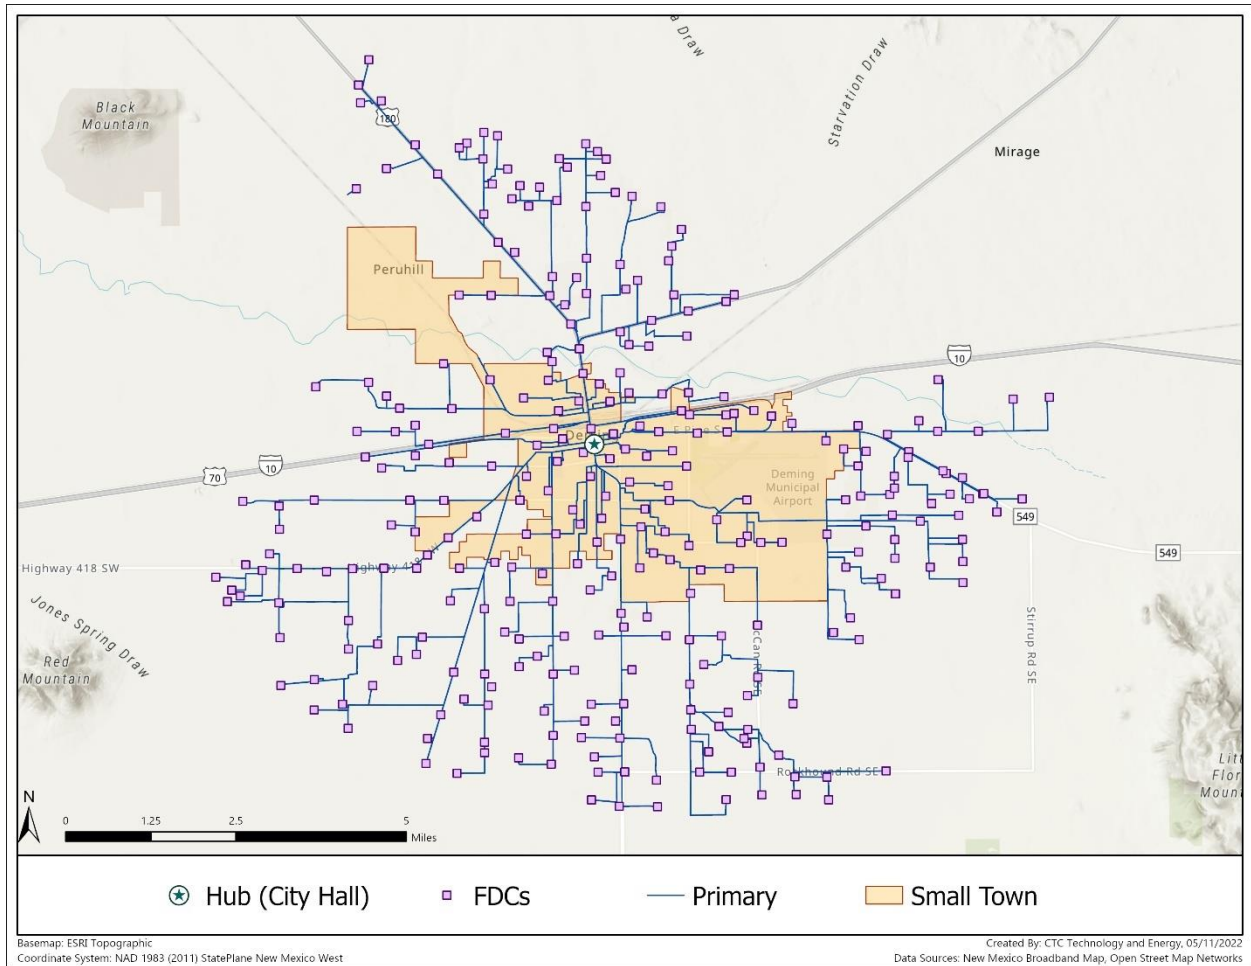 a Draw
Starvation Draw
Black
Mountain
180
Mirage
Peruhill
10
E Pine S
Deming
Municipal
Airport
70
10
549
549
Highway 418 SW
Jones Spring Draw
Red
Mountain
Stirrup Rd SE
Rockhound Rd SE
Litt
Flor
Mount
N
0 1.25 2.5 5
Miles
Hub (City Hall)
FDCs
Primary
Small Town
Basemap: ESRI Topographic
Coordinate System: NAD 1983 (2011) StatePlane New Mexico West
Created By: CTC Technology and Energy, 05/11/2022
Data Sources: New Mexico Broadband Map, Open Street Map Networks